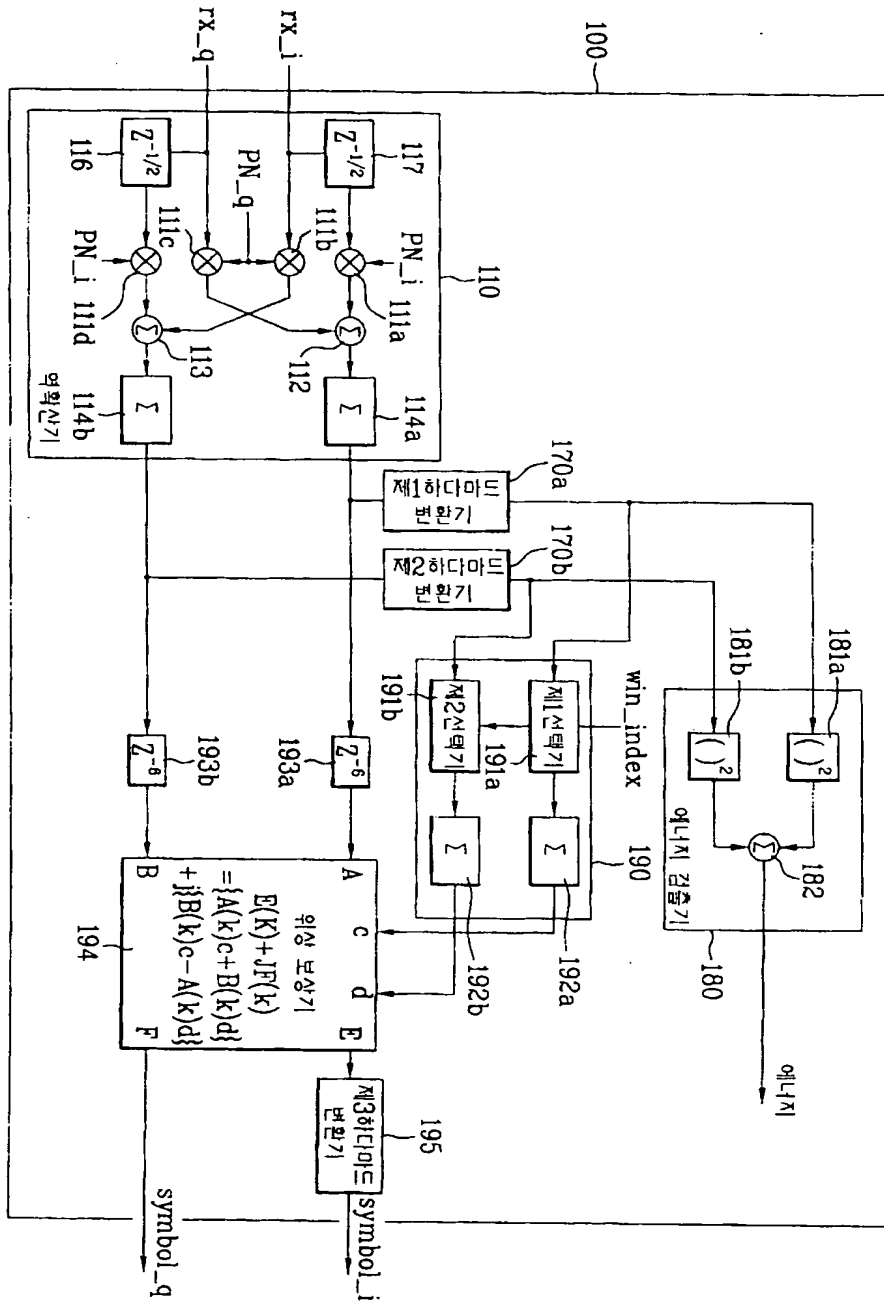 100
rx_i
rx_q
Z⁻¹/²
117
Z⁻¹/²
116
PN_i
111a
111b
PN_q
111c
PN_i
111d
110
Σ
112
Σ
113
Σ
114a
Σ
114b
역확산기
170a
제1하다마드
변환기
170b
제2하다마드
변환기
win_index
제1선택기
191a
제2선택기
191b
Σ
192a
Σ
192b
190
( )²
181a
( )²
181b
Σ
182
에너지 검출기
180
에너지
Z⁻⁶
193a
Z⁻⁶
193b
A
B
c
d
E
F
위상 보상기
E(K)+JF(k)
={A(k)c+B(k)d}
+j{B(k)c-A(k)d}
194
제3하다마드
변환기
195
symbol_i
symbol_q